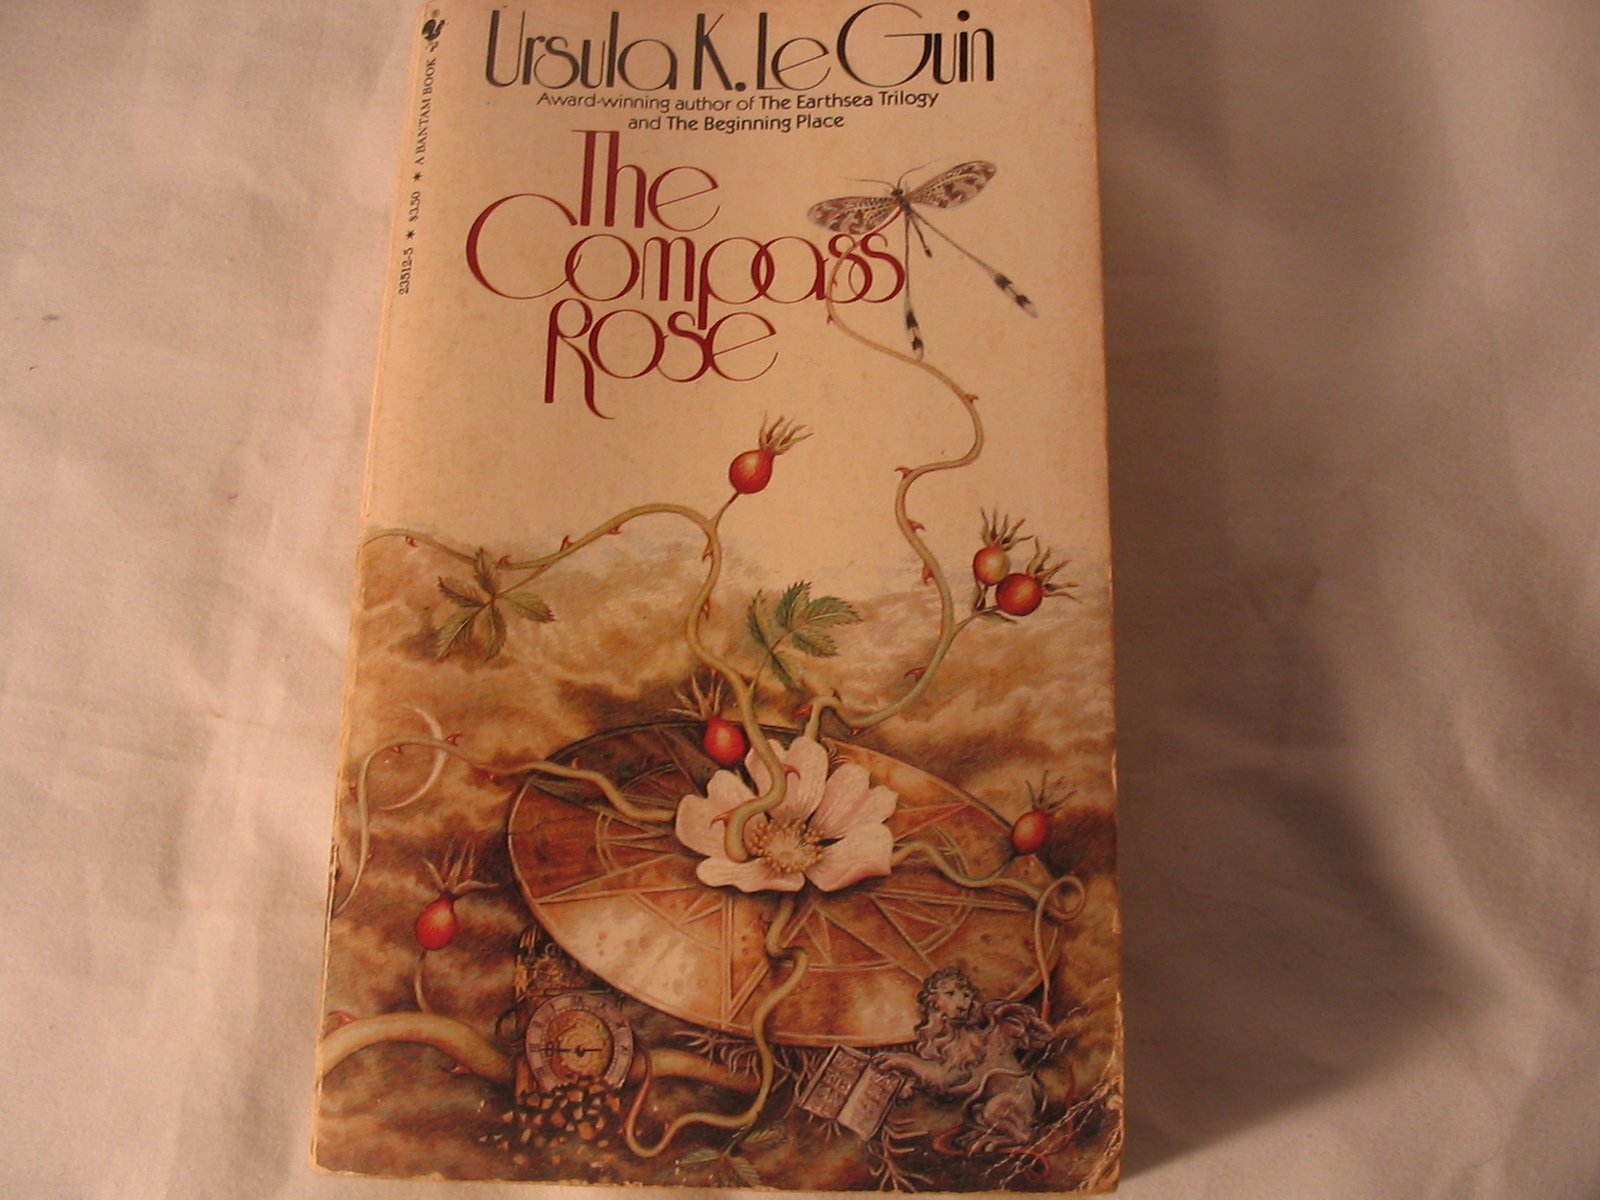 Ursula K. Le Guin
Award-winning author of The Earthsea Trilogy
and The Beginning Place
The
Compass
Rose
23512-5 * $3.50 * A BANTAM BOOK